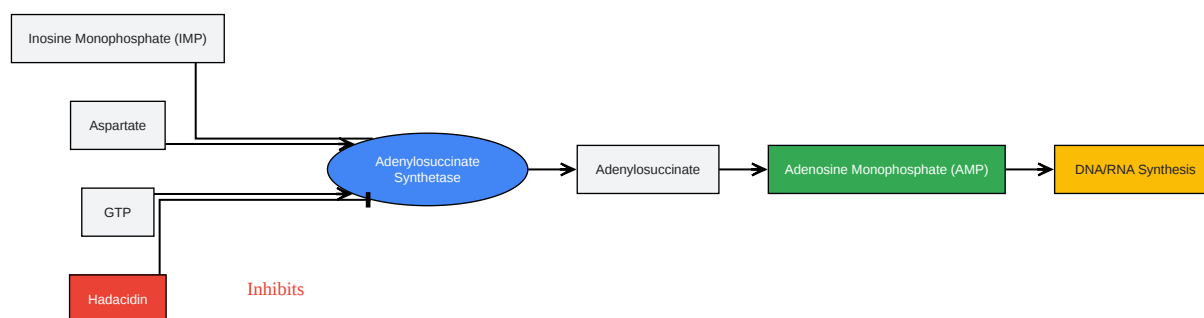 Inosine Monophosphate (IMP)
Aspartate
GTP
Hadacidin
Inhibits
Adenylosuccinate
Synthetase
Adenylosuccinate
Adenosine Monophosphate (AMP)
DNA/RNA Synthesis